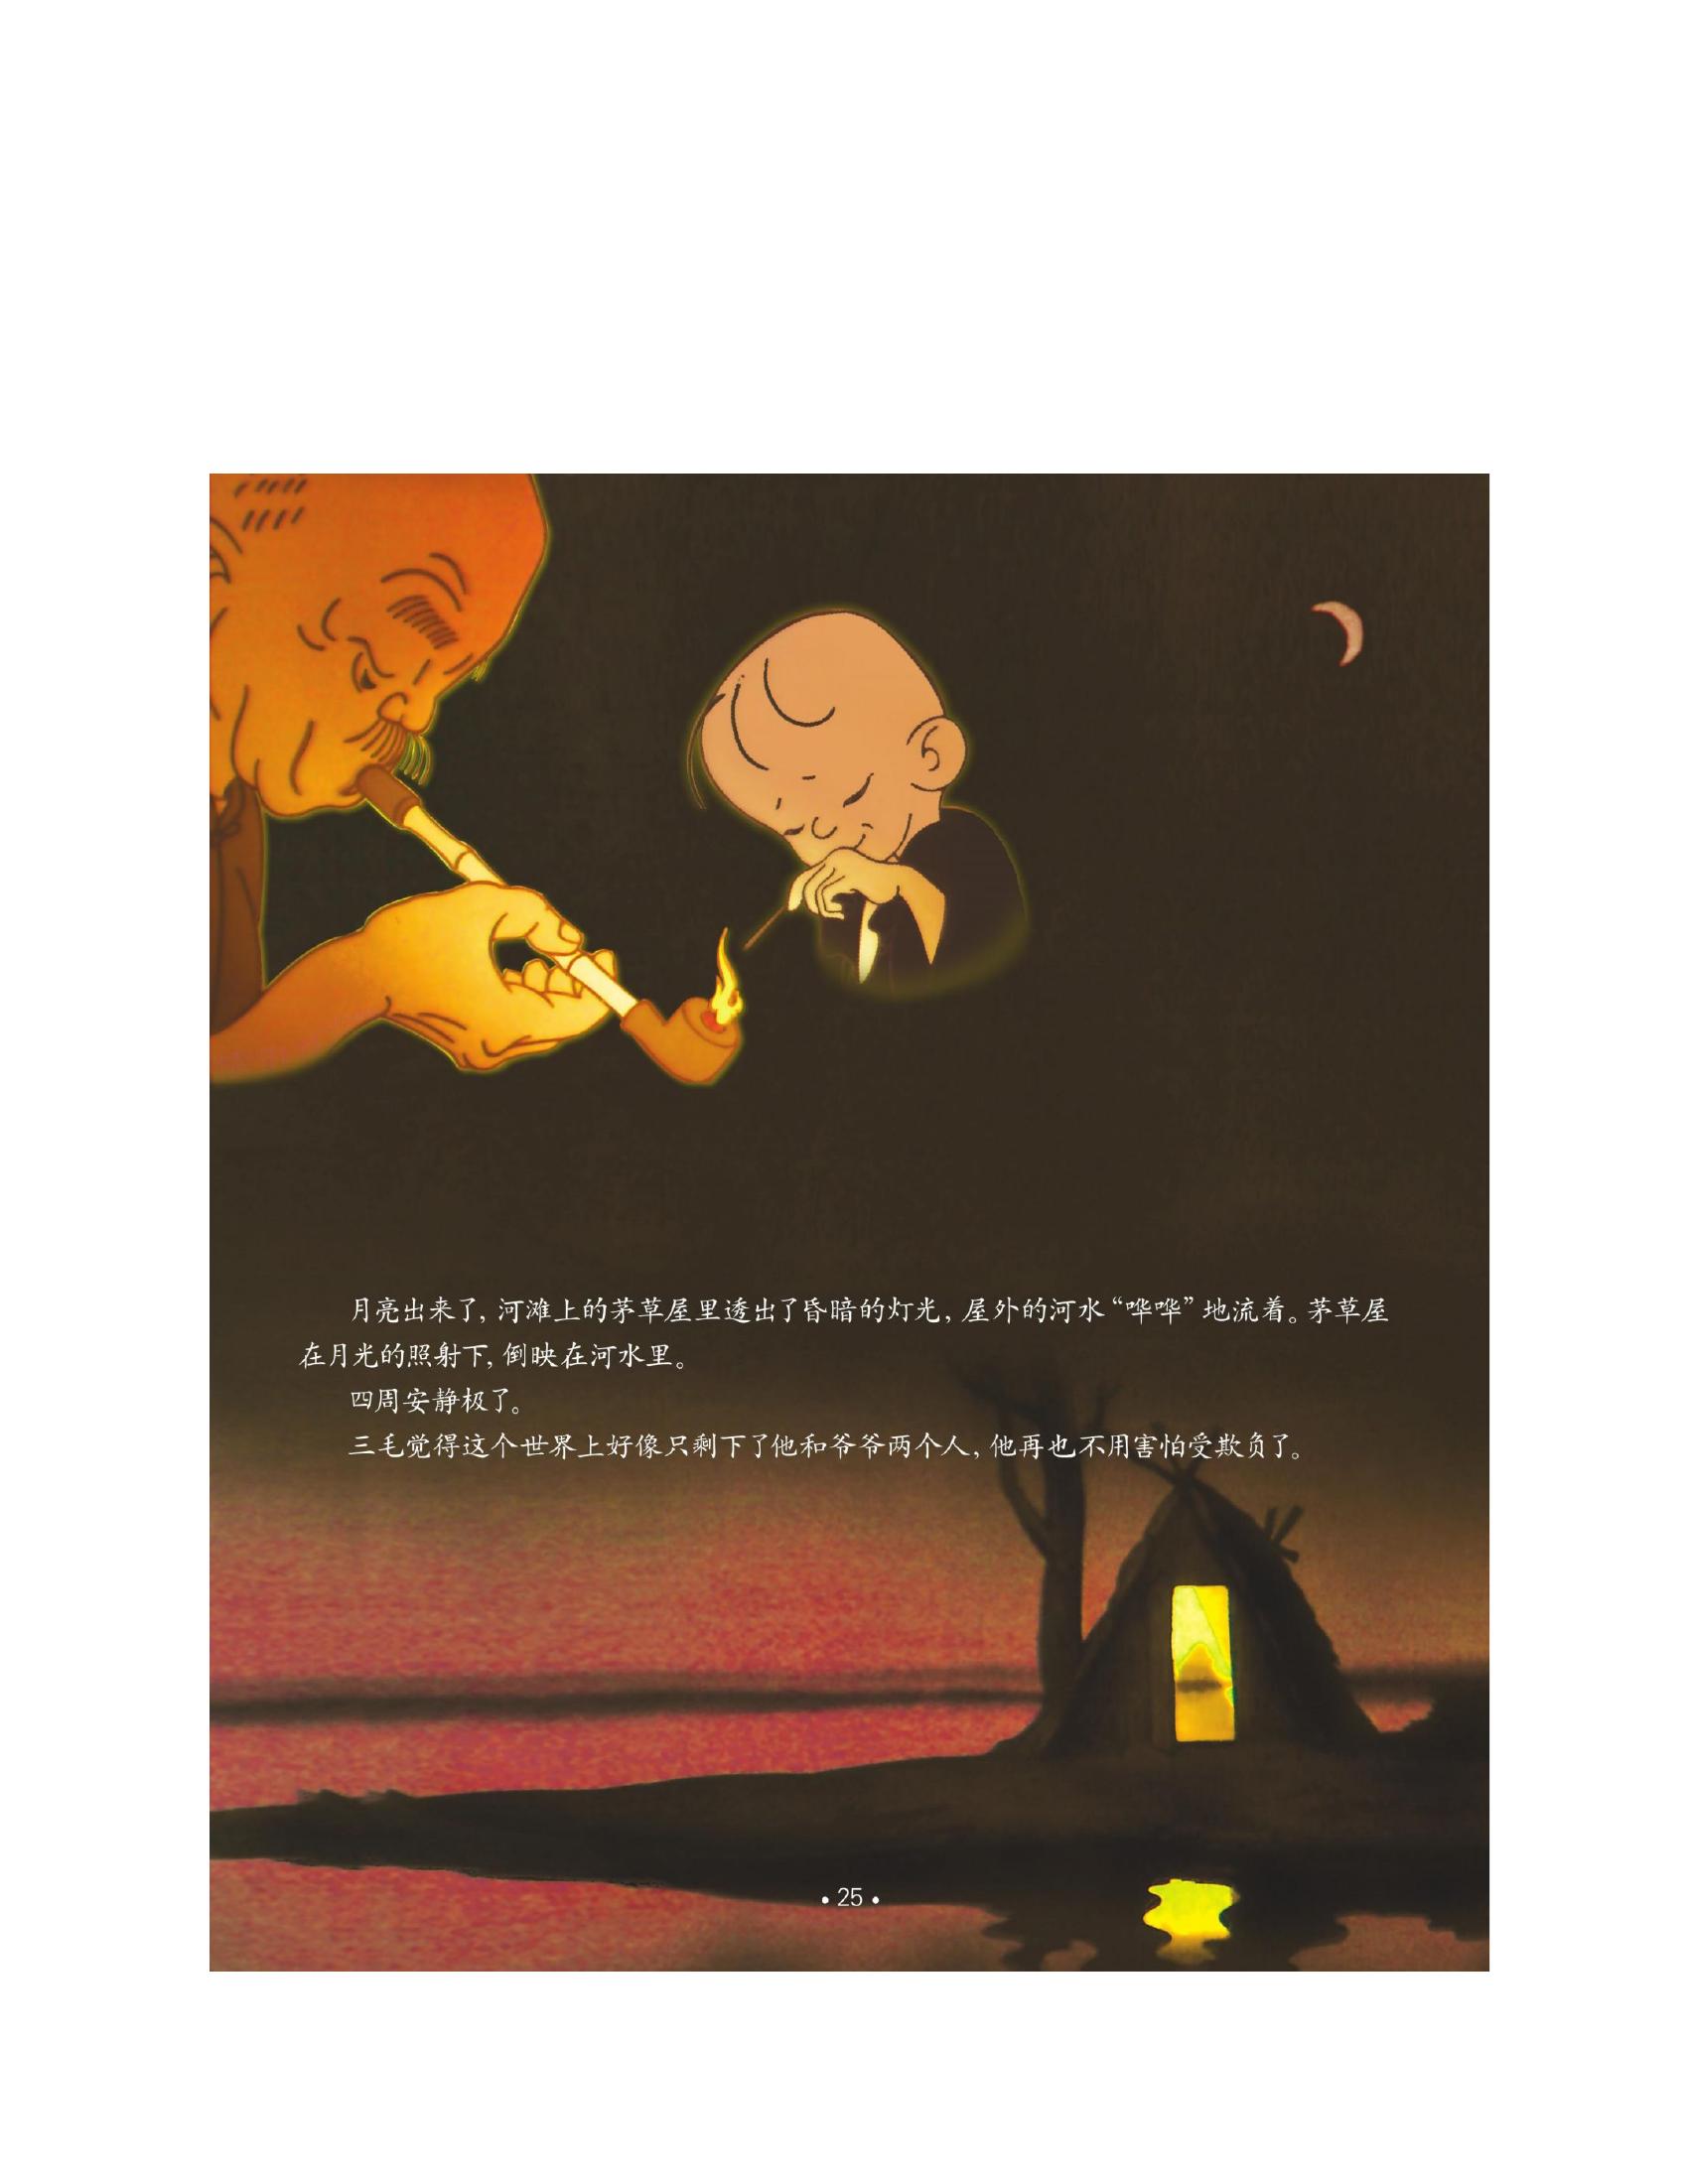 月亮出来了，河滩上的茅草屋里透出了昏暗的灯光，屋外的河水“哗哗”地流着。茅草屋
在月光的照射下，倒映在河水里。
四周安静极了。
三毛觉得这个世界上好像只剩下了他和爷爷两个人，他再也不用害怕受欺负了。
• 25 •